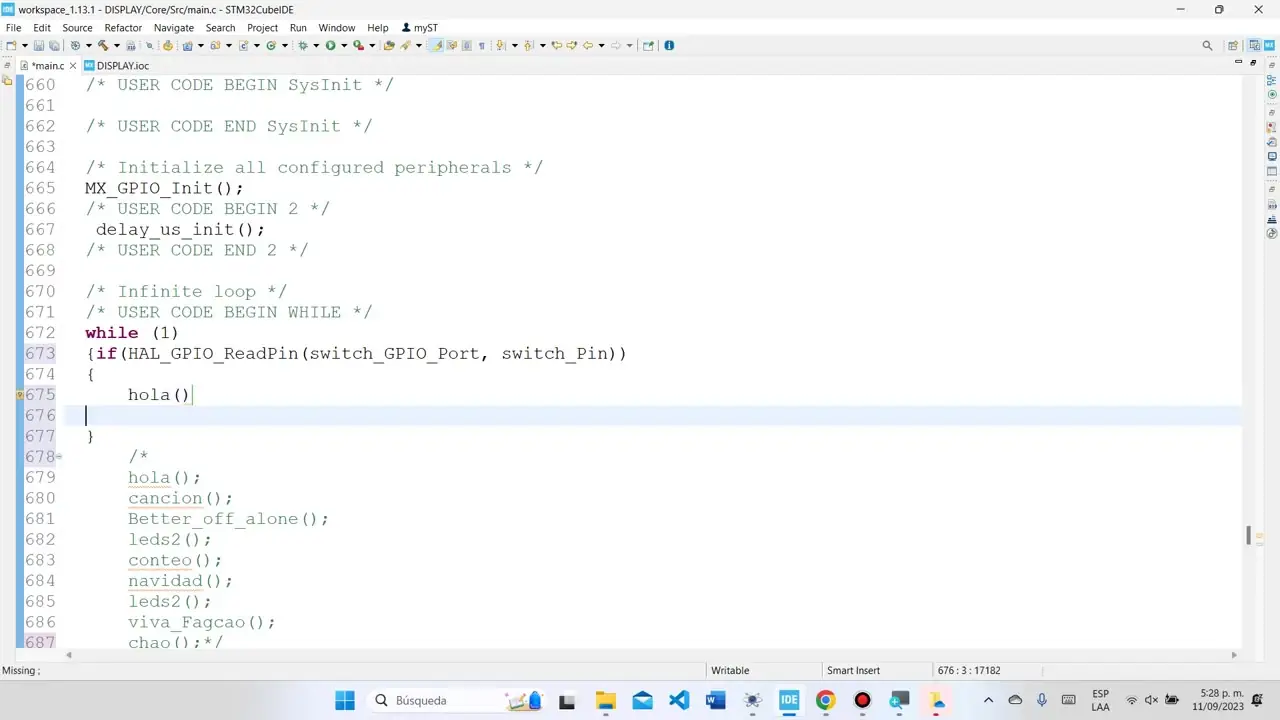 workspace_1.13.1 - DISPLAY/Core/Src/main.c - STM32CubeIDE
File Edit Source Refactor Navigate Search Project Run Window Help myST
*main.c DISPLAY.ioc
660 /* USER CODE BEGIN SysInit */
661
662 /* USER CODE END SysInit */
663
664 /* Initialize all configured peripherals */
665 MX_GPIO_Init();
666 /* USER CODE BEGIN 2 */
667 delay_us_init();
668 /* USER CODE END 2 */
669
670 /* Infinite loop */
671 /* USER CODE BEGIN WHILE */
672 while (1)
673 {if(HAL_GPIO_ReadPin(switch_GPIO_Port, switch_Pin))
674 {
675 hola()
676
677 }
678 /*
679 hola();
680 cancion();
681 Better_off_alone();
682 leds2();
683 conteo();
684 navidad();
685 leds2();
686 viva_Fagcao();
687 chao();*/
Missing ; Writable Smart Insert 676 : 3 : 17182
Búsqueda
ESP
LAA
5:28 p. m.
11/09/2023